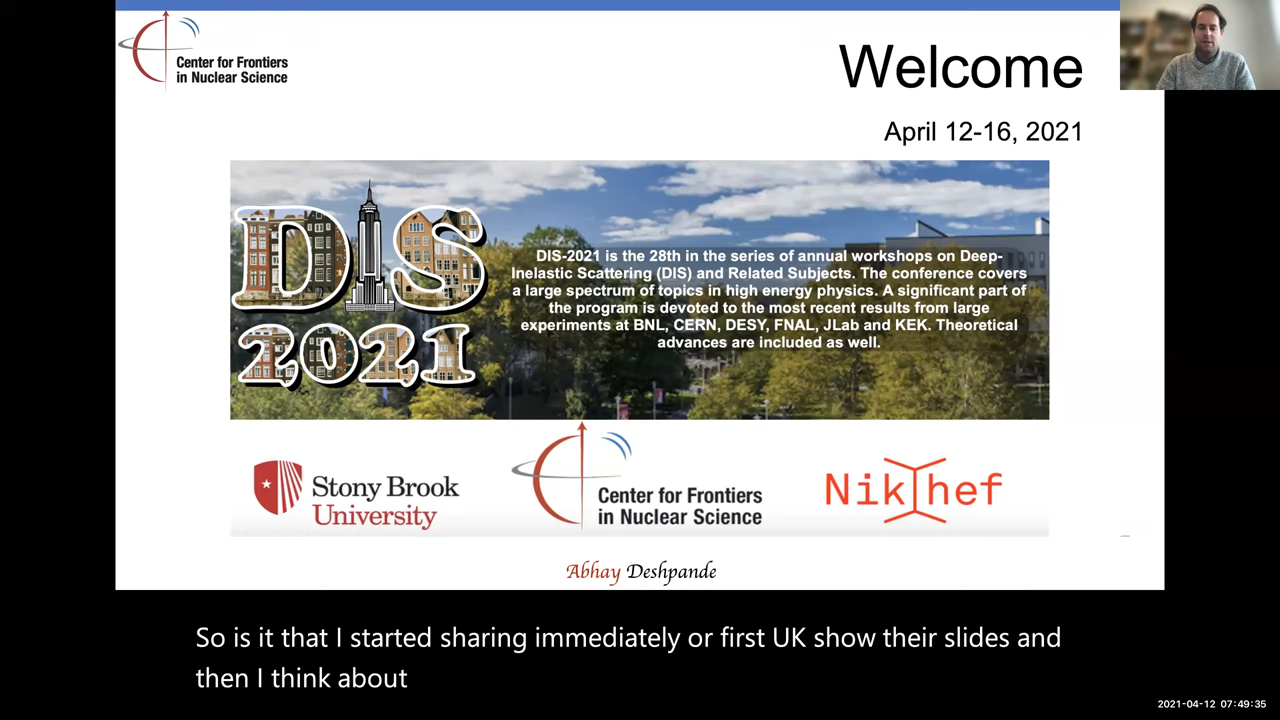 Center for Frontiers
in Nuclear Science
Welcome
April 12-16, 2021
DIS
2021
DIS-2021 is the 28th in the series of annual workshops on Deep-
Inelastic Scattering (DIS) and Related Subjects. The conference covers
a large spectrum of topics in high energy physics. A significant part of
the program is devoted to the most recent results from large
experiments at BNL, CERN, DESY, FNAL, JLab and KEK. Theoretical
advances are included as well.
Stony Brook
University
Center for Frontiers
in Nuclear Science
Nikhef
Abhay Deshpande
So is it that I started sharing immediately or first UK show their slides and
then I think about
2021-04-12 07:49:35